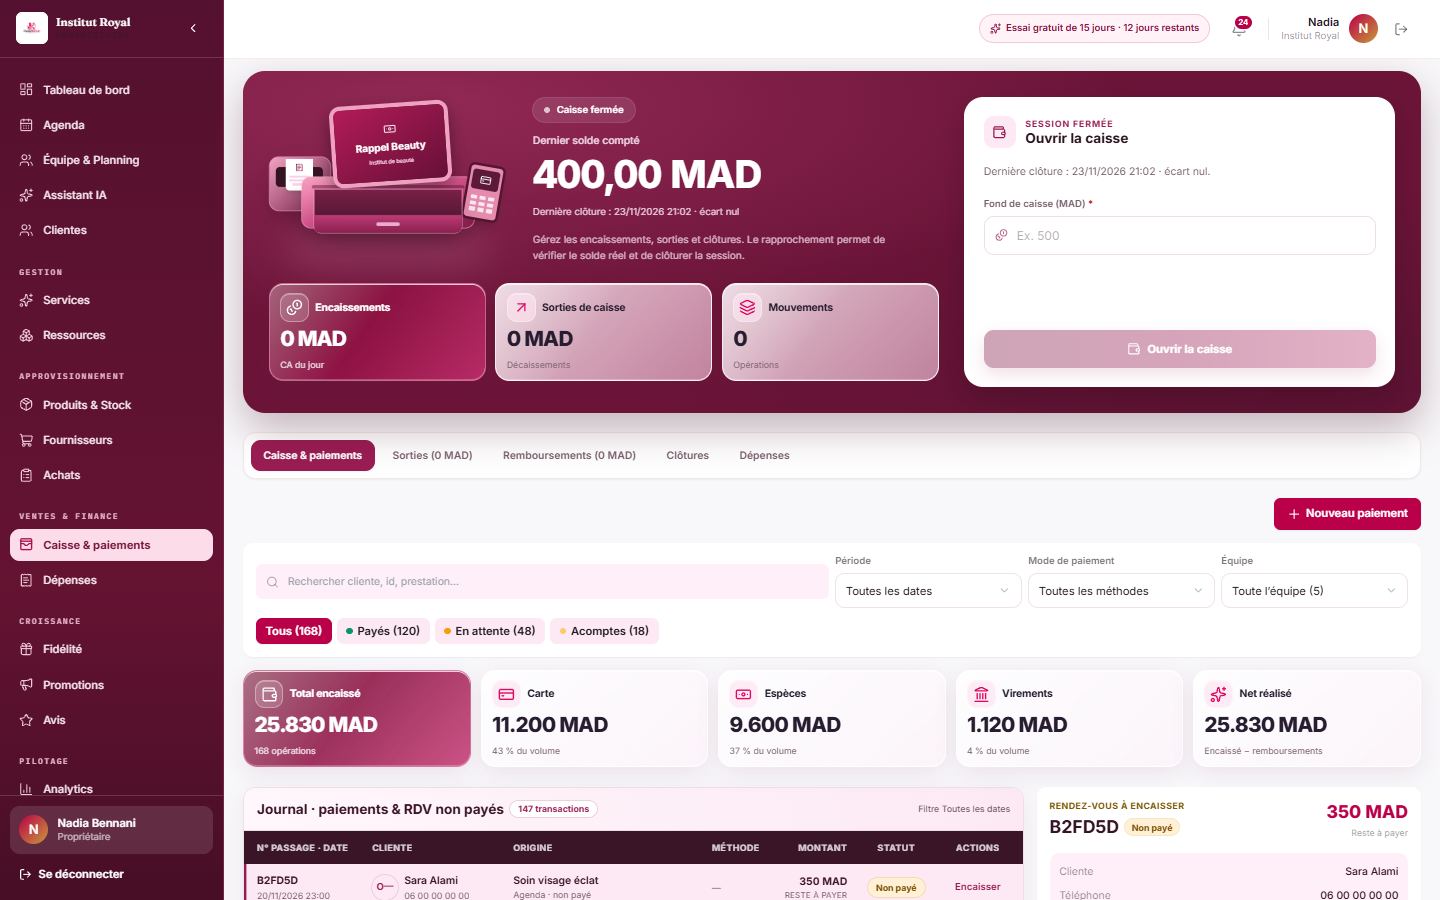 Institut Royal
Tableau de bord
Agenda
Équipe & Planning
Assistant IA
Clientes
GESTION
Services
Ressources
APPROVISIONNEMENT
Produits & Stock
Fournisseurs
Achats
VENTES & FINANCE
Caisse & paiements
Dépenses
CROISSANCE
Fidélité
Promotions
Avis
PILOTAGE
Analytics
N
Nadia Bennani
Propriétaire
Se déconnecter
Essai gratuit de 15 jours · 12 jours restants
24
Nadia
Institut Royal
N
Rappel Beauty
Institut de beauté
Caisse fermée
Dernier solde compté
400,00 MAD
Dernière clôture : 23/11/2026 21:02 · écart nul
Gérez les encaissements, sorties et clôtures. Le rapprochement permet de
vérifier le solde réel et de clôturer la session.
Encaissements
0 MAD
CA du jour
Sorties de caisse
0 MAD
Décaissements
Mouvements
0
Opérations
SESSION FERMÉE
Ouvrir la caisse
Dernière clôture : 23/11/2026 21:02 · écart nul.
Fond de caisse (MAD) *
Ex. 500
Ouvrir la caisse
Caisse & paiements
Sorties (0 MAD)
Remboursements (0 MAD)
Clôtures
Dépenses
Nouveau paiement
Rechercher cliente, id, prestation...
Période
Toutes les dates
Mode de paiement
Toutes les méthodes
Équipe
Toute l'équipe (5)
Tous (168)
Payés (120)
En attente (48)
Acomptes (18)
Total encaissé
25.830 MAD
168 opérations
Carte
11.200 MAD
43 % du volume
Espèces
9.600 MAD
37 % du volume
Virements
1.120 MAD
4 % du volume
Net réalisé
25.830 MAD
Encaissé – remboursements
Journal · paiements & RDV non payés
147 transactions
Filtre Toutes les dates
N° PASSAGE · DATE CLIENTE ORIGINE MÉTHODE MONTANT STATUT ACTIONS
B2FD5D Sara Alami Soin visage éclat — 350 MAD Non payé Encaisser
20/11/2026 23:00 06 00 00 00 00 Agenda · non payé RESTE À PAYER
RENDEZ-VOUS À ENCAISSER
B2FD5D
Non payé
350 MAD
Reste à payer
Cliente Sara Alami
Téléphone 06 00 00 00 00